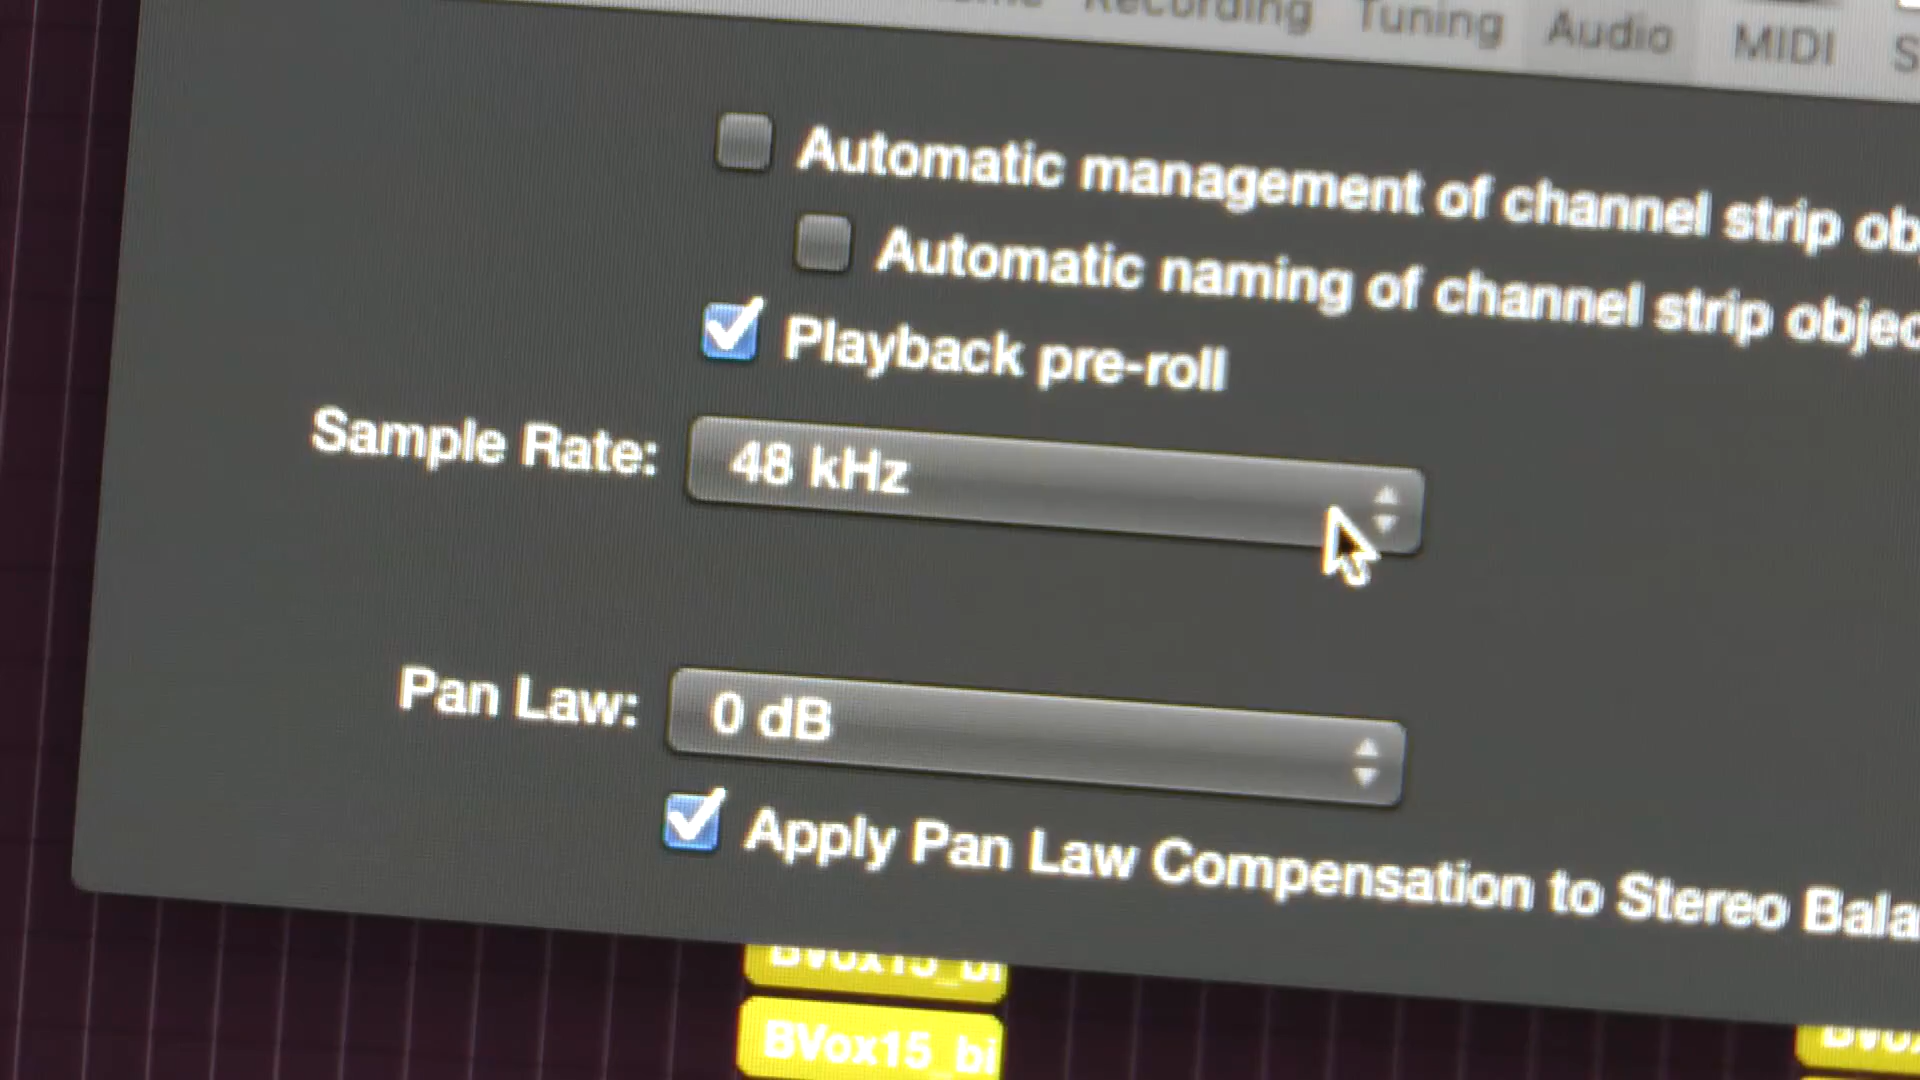 Recording Tuning Audio MIDI S
Automatic management of channel strip ob
Automatic naming of channel strip objec
Playback pre-roll
Sample Rate: 48 kHz
Pan Law: 0 dB
Apply Pan Law Compensation to Stereo Bala
BVox15_bi
BVox15_bi